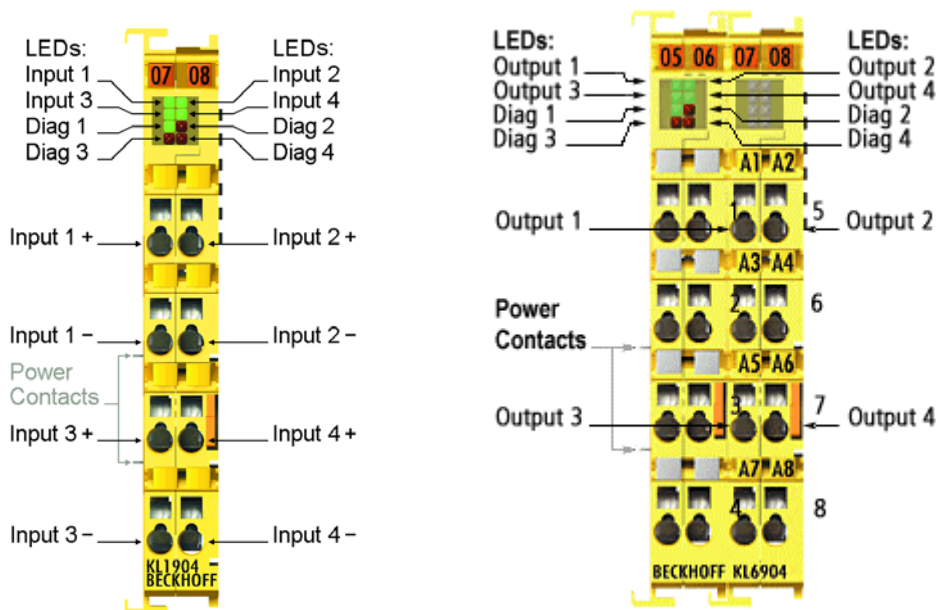 LEDs:
Input 1
Input 3
Diag 1
Diag 3
07 08
LEDs:
Input 2
Input 4
Diag 2
Diag 4
Input 1 +
Input 2 +
Input 1 –
Input 2 –
Power
Contacts
Input 3 +
Input 4 +
Input 3 –
Input 4 –
KL1904
BECKHOFF
LEDs:
Output 1
Output 3
Diag 1
Diag 3
05 06 07 08
LEDs:
Output 2
Output 4
Diag 2
Diag 4
A1 A2
Output 1
1
5
Output 2
A3 A4
Power
Contacts
2
6
A5 A6
Output 3
3
7
Output 4
A7 A8
4
8
BECKHOFF KL6904